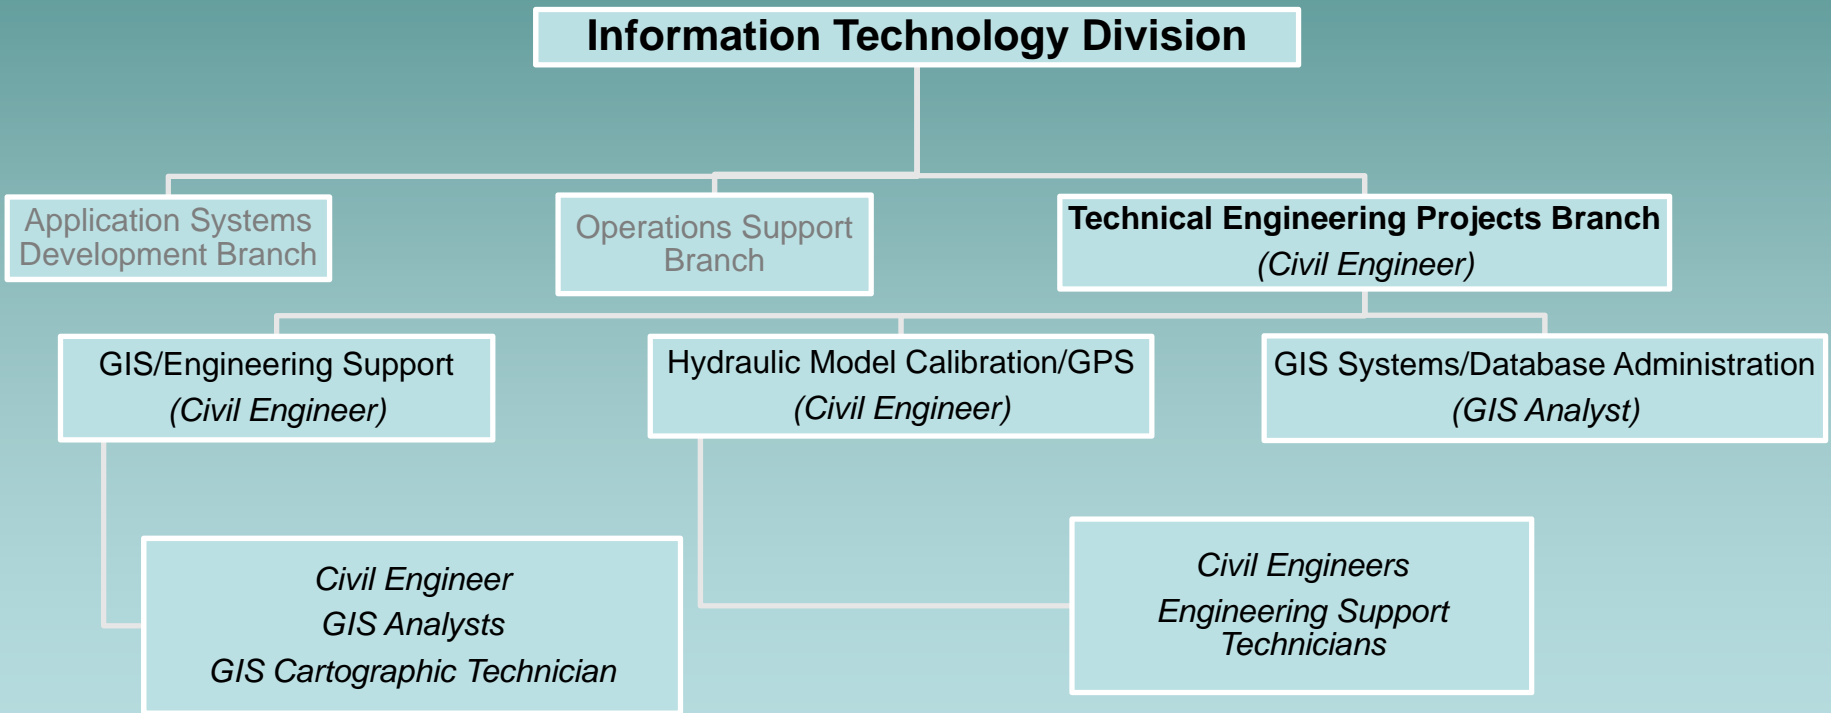 Information Technology Division
Application Systems
Development Branch
Operations Support
Branch
Technical Engineering Projects Branch
(Civil Engineer)
GIS/Engineering Support
(Civil Engineer)
Hydraulic Model Calibration/GPS
(Civil Engineer)
GIS Systems/Database Administration
(GIS Analyst)
Civil Engineer
GIS Analysts
GIS Cartographic Technician
Civil Engineers
Engineering Support
Technicians